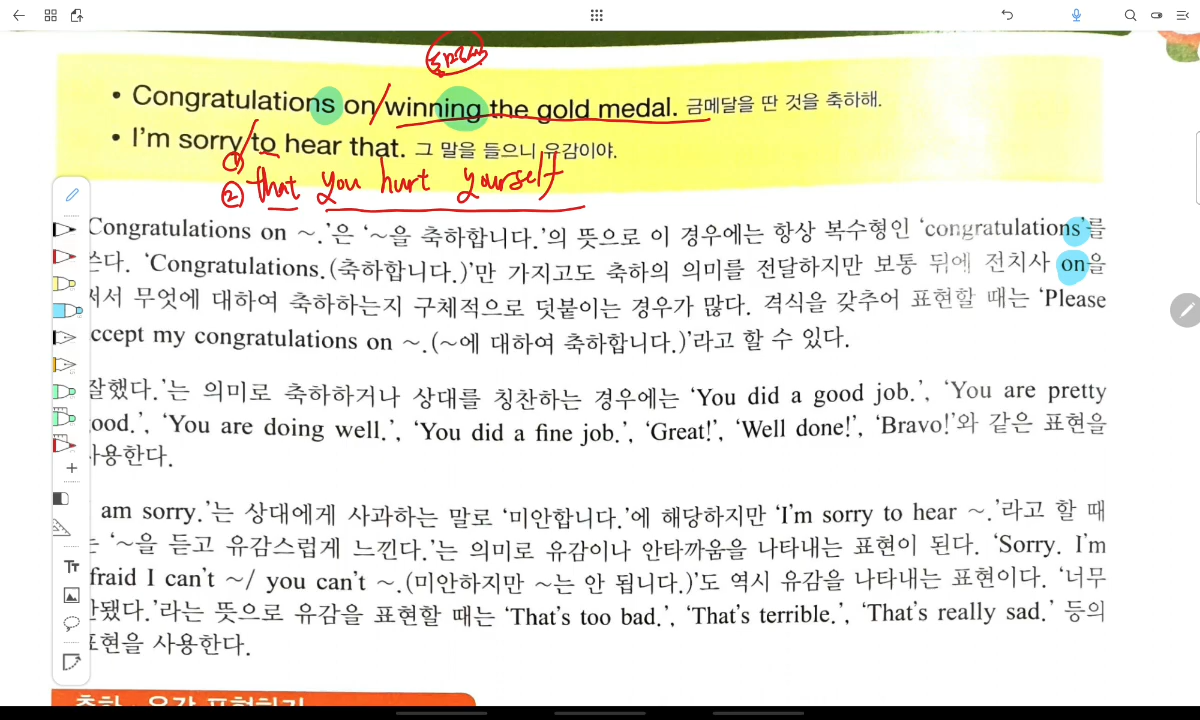 동명사
• Congratulations on/winning the gold medal. 금메달을 딴 것을 축하해.
• I'm sorry/to hear that. 그 말을 들으니 유감이야.
①
② that you hurt yourself
Congratulations on ~.'은 '~을 축하합니다.'의 뜻으로 이 경우에는 항상 복수형인 'congratulations'를
쓴다. 'Congratulations.(축하합니다.)'만 가지고도 축하의 의미를 전달하지만 보통 뒤에 전치사 on을
써서 무엇에 대하여 축하하는지 구체적으로 덧붙이는 경우가 많다. 격식을 갖추어 표현할 때는 'Please
ccept my congratulations on ~.(~에 대하여 축하합니다.)'라고 할 수 있다.
잘했다.'는 의미로 축하하거나 상대를 칭찬하는 경우에는 'You did a good job.', 'You are pretty
ood.', 'You are doing well.', 'You did a fine job.', 'Great!', 'Well done!', 'Bravo!'와 같은 표현을
사용한다.
am sorry.'는 상대에게 사과하는 말로 '미안합니다.'에 해당하지만 'I'm sorry to hear ~.'라고 할 때
는 '~을 듣고 유감스럽게 느낀다.'는 의미로 유감이나 안타까움을 나타내는 표현이 된다. 'Sorry. I'm
fraid I can't ~/ you can't ~.(미안하지만 ~는 안 됩니다.)'도 역시 유감을 나타내는 표현이다. '너무
안됐다.'라는 뜻으로 유감을 표현할 때는 'That's too bad.', 'That's terrible.', 'That's really sad.' 등의
표현을 사용한다.
Tт
축하·유감 표현하기